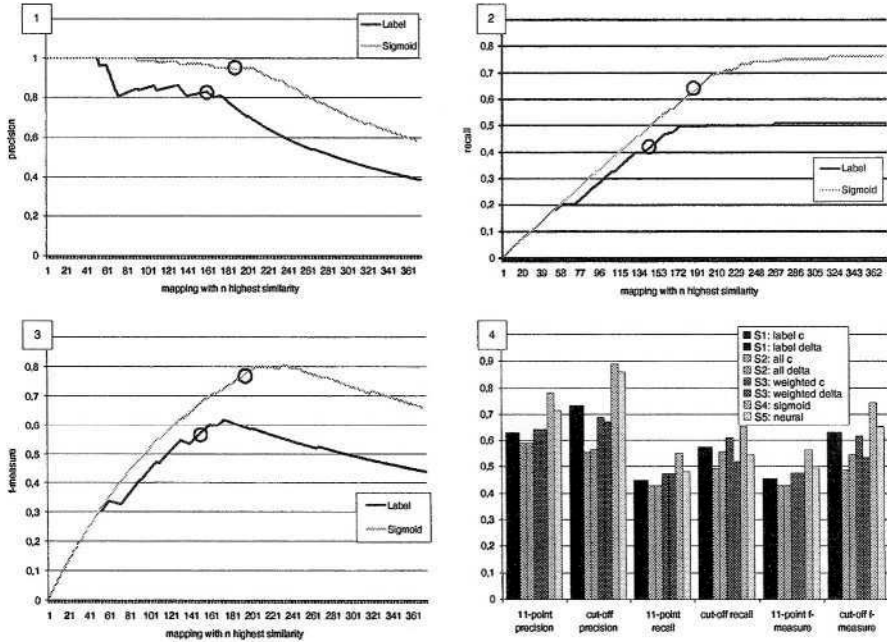 1
Label
Sigmoid
1
0,8
0,6
0,4
0,2
0
precision
1 21 41 61 81 101 121 141 161 181 201 221 241 261 281 301 321 341 361
mapping with n highest similarity
2
0,8
0,7
0,6
0,5
0,4
0,3
0,2
0,1
0
recall
Label
Sigmoid
1 20 39 58 77 96 115 134 153 172 191 210 229 248 267 286 305 324 343 362
mapping with n highest similarity
3
0,8
0,7
0,6
0,5
0,4
0,3
0,2
0,1
0
f-measure
Label
Sigmoid
1 21 41 61 81 101 121 141 161 181 201 221 241 261 281 301 321 341 361
mapping with n highest similarity
4
S1: label c
S1: label delta
S2: all c
S2: all delta
S3: weighted c
S3: weighted delta
S4: sigmoid
S5: neural
0,9
0,8
0,7
0,6
0,5
0,4
0,3
0,2
0,1
0
11-point precision
cut-off precision
11-point recall
cut-off recall
11-point f-measure
cut-off f-measure